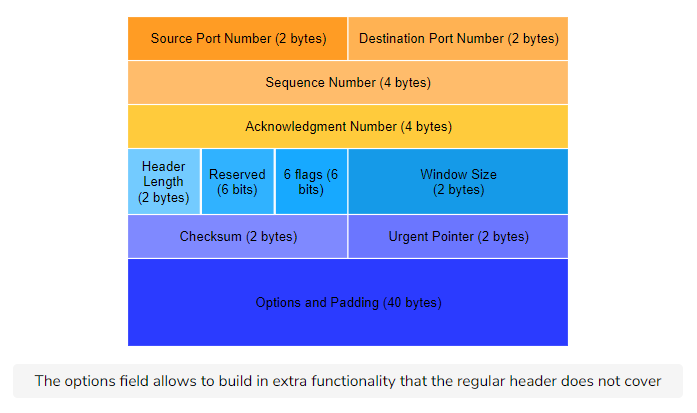 Source Port Number (2 bytes)
Destination Port Number (2 bytes)
Sequence Number (4 bytes)
Acknowledgment Number (4 bytes)
Header
Length
(2 bytes)
Reserved
(6 bits)
6 flags (6
bits)
Window Size
(2 bytes)
Checksum (2 bytes)
Urgent Pointer (2 bytes)
Options and Padding (40 bytes)
The options field allows to build in extra functionality that the regular header does not cover